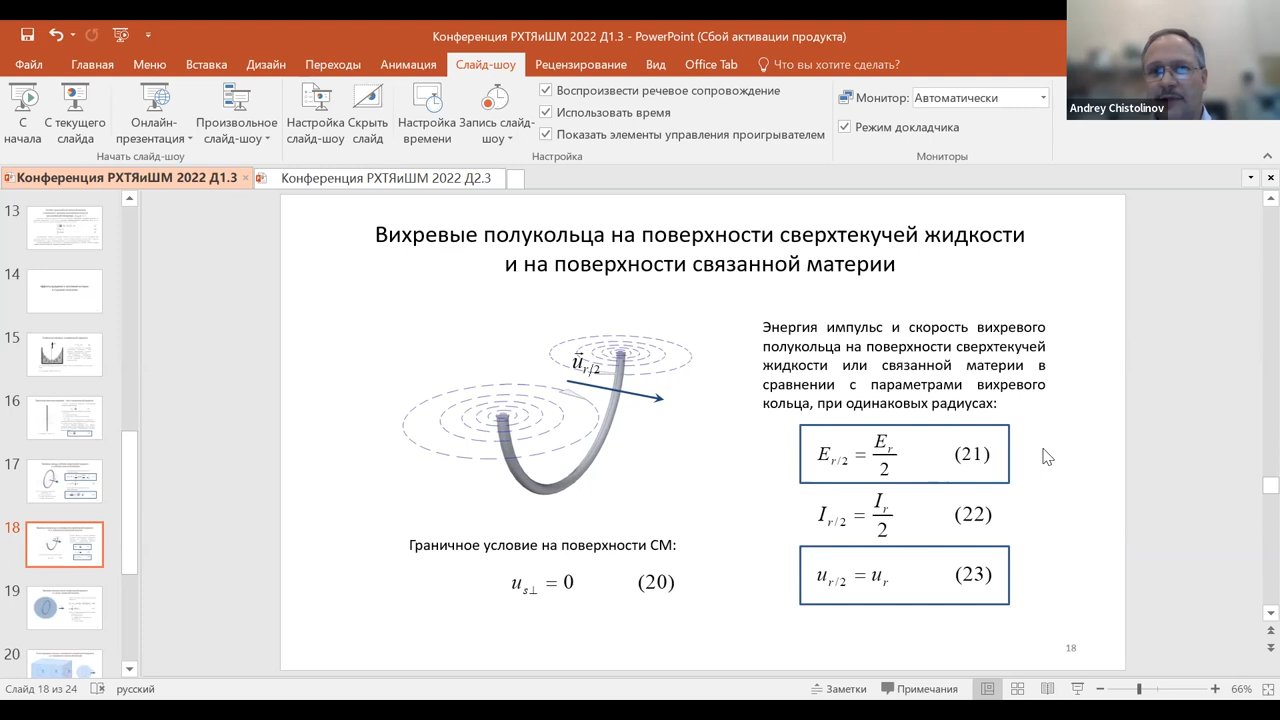 Конференция РХТЯиШМ 2022 Д1.3 - PowerPoint (Сбой активации продукта)
Файл Главная Меню Вставка Дизайн Переходы Анимация Слайд-шоу Рецензирование Вид Office Tab Что вы хотите сделать?
С начала
С текущего слайда
Онлайн-презентация
Произвольное слайд-шоу
Начать слайд-шоу
Настройка слайд-шоу
Скрыть слайд
Настройка времени
Запись слайд-шоу
Воспроизвести речевое сопровождение
Использовать время
Показать элементы управления проигрывателем
Настройка
Монитор: Автоматически
Режим докладчика
Мониторы
Andrey Chistolinov
Конференция РХТЯиШМ 2022 Д1.3
Конференция РХТЯиШМ 2022 Д2.3
13
14
15
16
17
18
19
20
Вихревые полукольца на поверхности сверхтекучей жидкости
и на поверхности связанной материи
u⃗ r/2
Граничное условие на поверхности СМ:
u s⊥ = 0 (20)
Энергия импульс и скорость вихревого
полукольца на поверхности сверхтекучей
жидкости или связанной материи в
сравнении с параметрами вихревого
кольца, при одинаковых радиусах:
E r/2 = E r / 2 (21)
I r/2 = I r / 2 (22)
u r/2 = u r (23)
18
Слайд 18 из 24 русский Заметки Примечания 66%